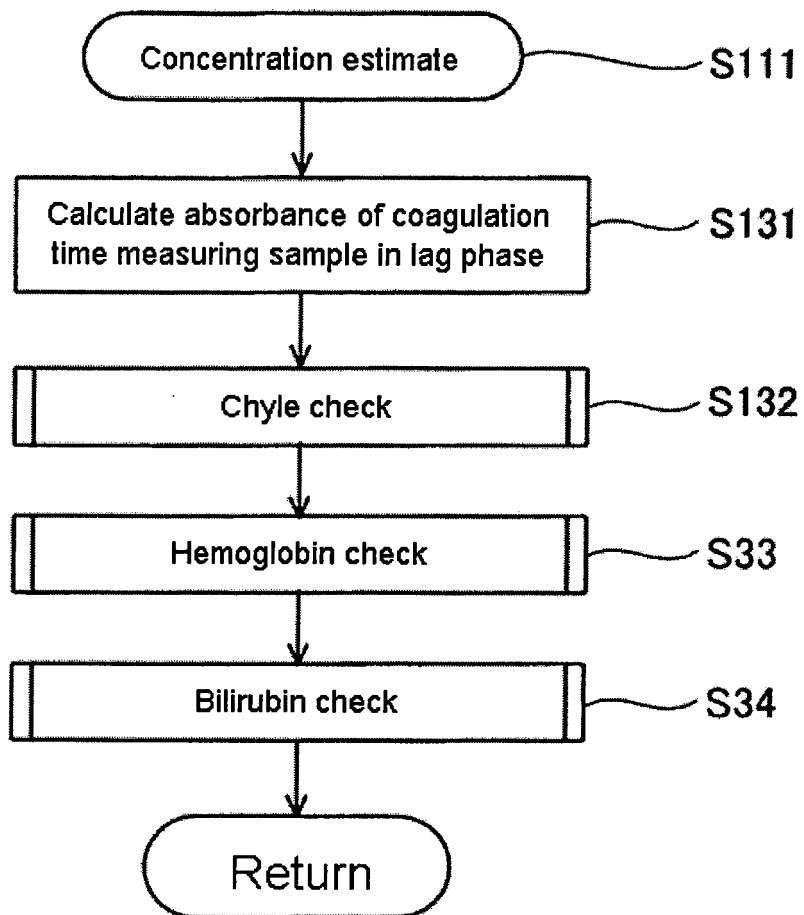 Concentration estimate
S111
Calculate absorbance of coagulation
time measuring sample in lag phase
S131
Chyle check
S132
Hemoglobin check
S33
Bilirubin check
S34
Return